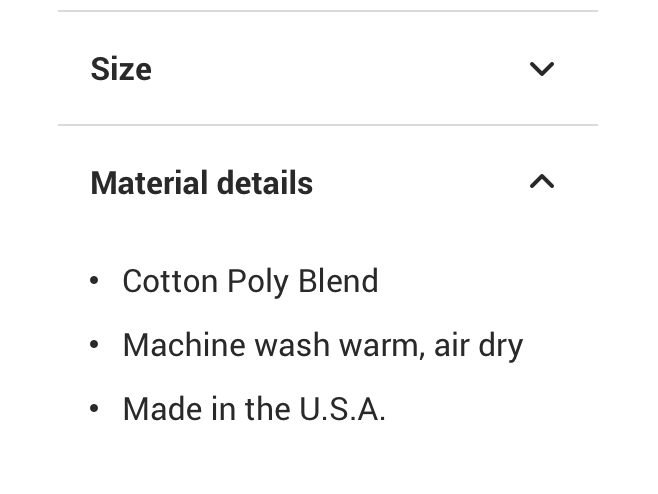 Size
Material details
• Cotton Poly Blend
• Machine wash warm, air dry
• Made in the U.S.A.